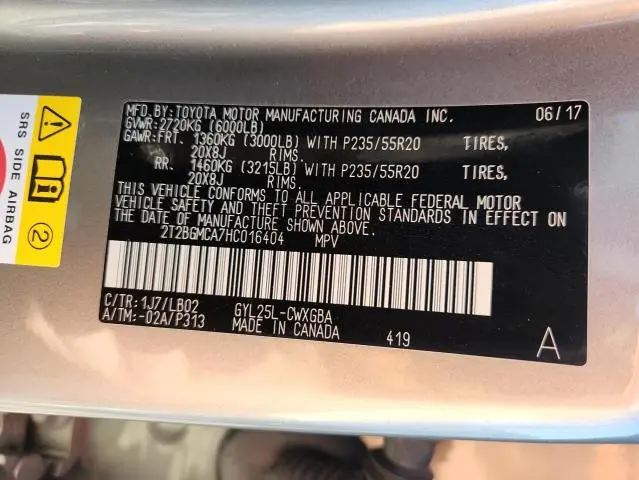 MFD. BY: TOYOTA MOTOR MANUFACTURING CANADA INC. 06/17
GVWR: 2720KG (6000LB)
GAWR: FRT. 1360KG (3000LB) WITH P235/55R20 TIRES,
20X8J RIMS.
RR. 1460KG (3215LB) WITH P235/55R20 TIRES,
20X8J RIMS.
THIS VEHICLE CONFORMS TO ALL APPLICABLE FEDERAL MOTOR
VEHICLE SAFETY AND THEFT PREVENTION STANDARDS IN EFFECT ON
THE DATE OF MANUFACTURE SHOWN ABOVE.
2T2BGMCA7HC016404 MPV
C/TR: 1J7/LB02 GYL25L-CWXGBA
A/TM: -02A/P313 MADE IN CANADA 419 A
SRS SIDE AIRBAG
2